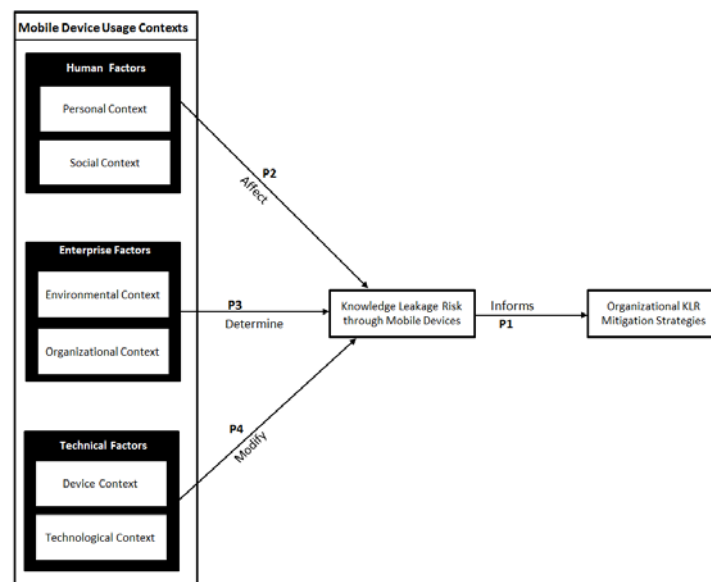 Mobile Device Usage Contexts
Human Factors
Personal Context
Social Context
P2
Affect
Enterprise Factors
Environmental Context
Organizational Context
P3
Determine
Knowledge Leakage Risk
through Mobile Devices
Informs
P1
Organizational KLR
Mitigation Strategies
Technical Factors
Device Context
Technological Context
P4
Modify